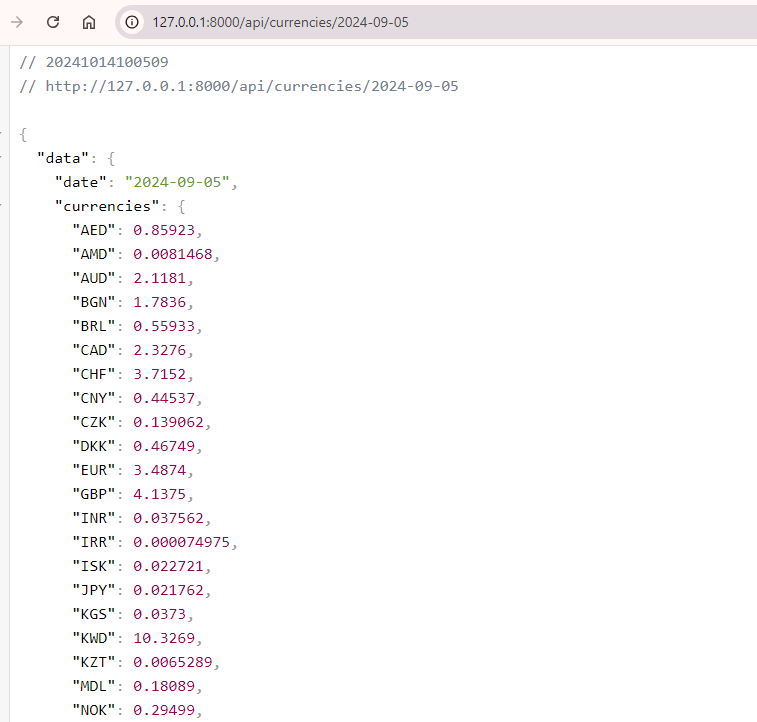 127.0.0.1:8000/api/currencies/2024-09-05
// 20241014100509
// http://127.0.0.1:8000/api/currencies/2024-09-05
{
"data": {
"date": "2024-09-05",
"currencies": {
"AED": 0.85923,
"AMD": 0.0081468,
"AUD": 2.1181,
"BGN": 1.7836,
"BRL": 0.55933,
"CAD": 2.3276,
"CHF": 3.7152,
"CNY": 0.44537,
"CZK": 0.139062,
"DKK": 0.46749,
"EUR": 3.4874,
"GBP": 4.1375,
"INR": 0.037562,
"IRR": 0.000074975,
"ISK": 0.022721,
"JPY": 0.021762,
"KGS": 0.0373,
"KWD": 10.3269,
"KZT": 0.0065289,
"MDL": 0.18089,
"NOK": 0.29499,